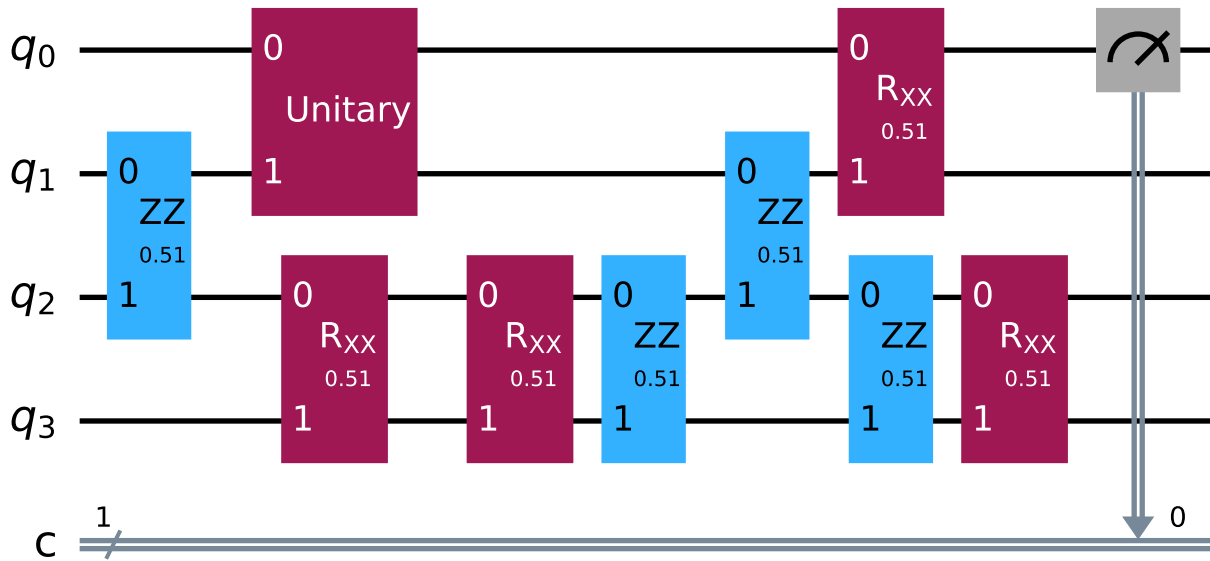 q0 0 0
Unitary RXX
0.51
q1 0 1 0 1
ZZ ZZ
0.51 0.51
q2 1 0 0 0 1 0 0
RXX RXX ZZ ZZ RXX
0.51 0.51 0.51 0.51 0.51
q3 1 1 1 1 1
1 0
c